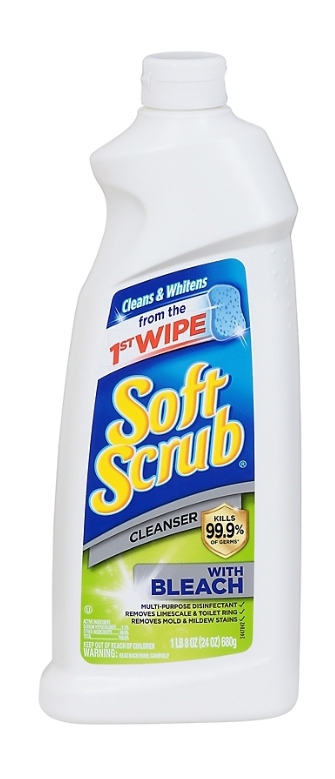 Cleans & Whitens
from the
1ST WIPE
Soft
Scrub®
CLEANSER
KILLS
99.9%
OF GERMS*
WITH
BLEACH
MULTI-PURPOSE DISINFECTANT ✓
REMOVES LIMESCALE & TOILET RING ✓
REMOVES MOLD & MILDEW STAINS ✓
KEEP OUT OF REACH OF CHILDREN
WARNING:
1 LB 8 OZ (24 OZ) 680g